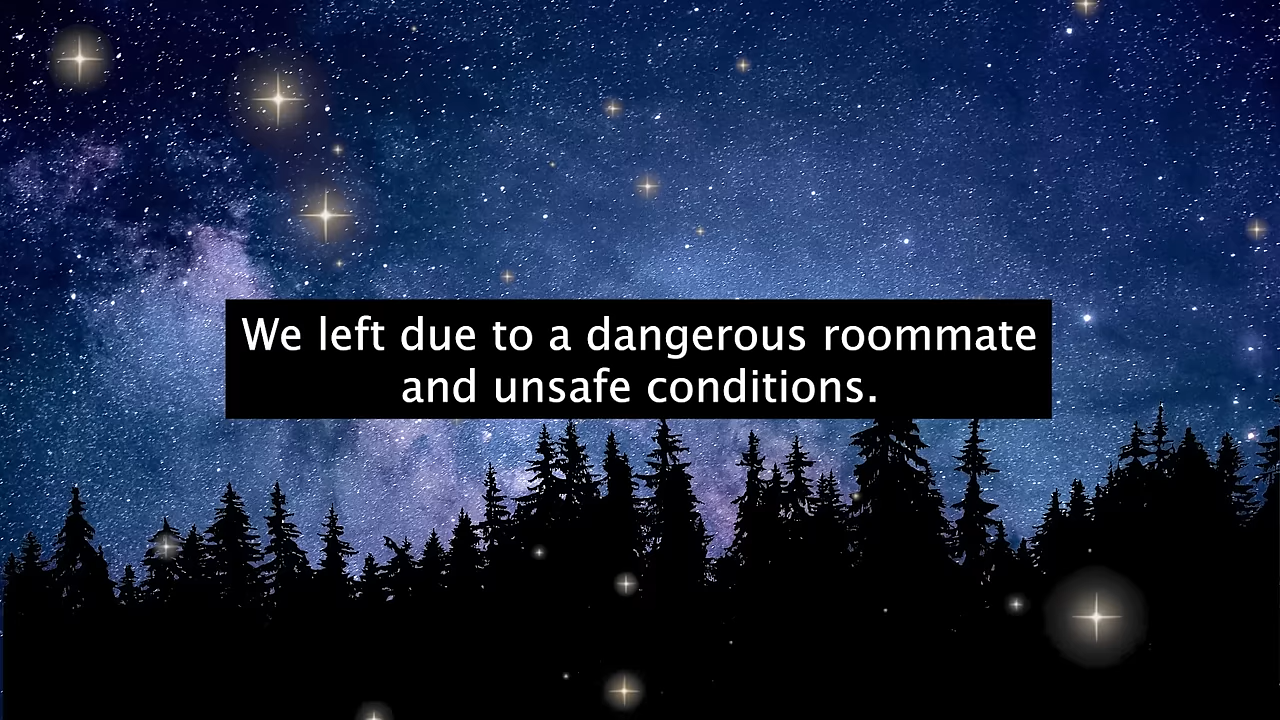 We left due to a dangerous roommate
and unsafe conditions.